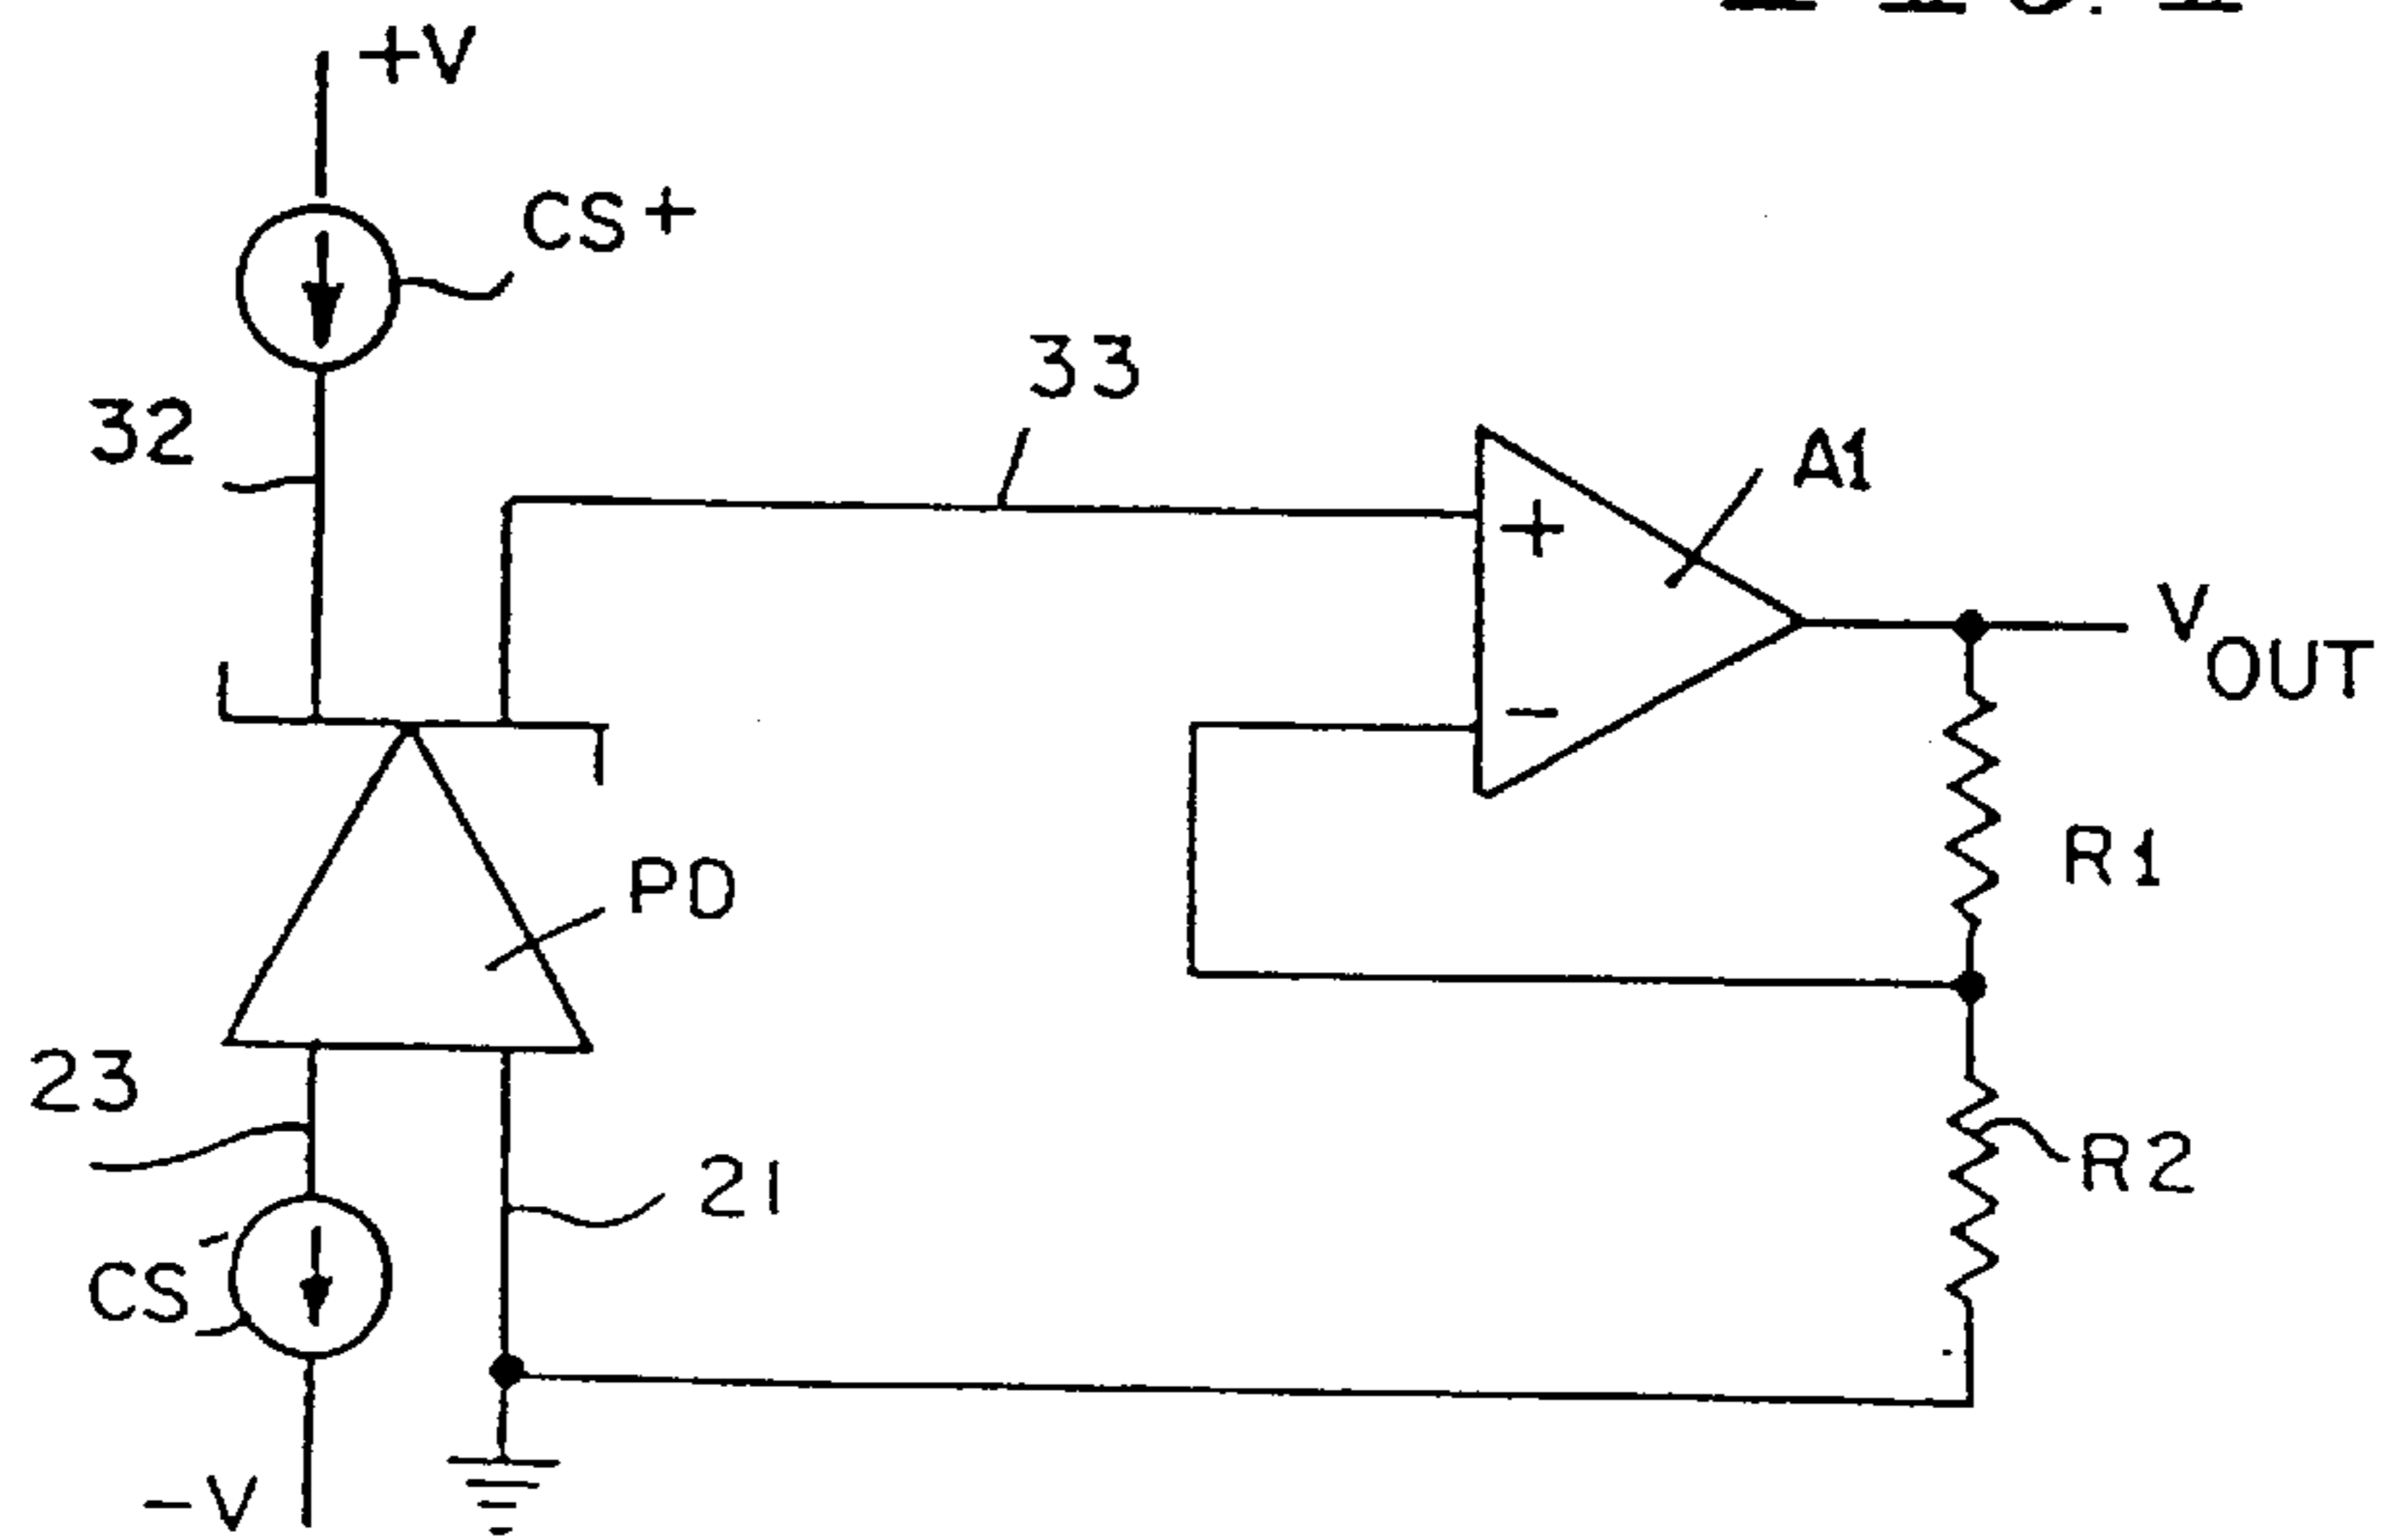 +V
CS+
32
33
A1
+
-
VOUT
R1
PD
23
21
R2
CS-
-V